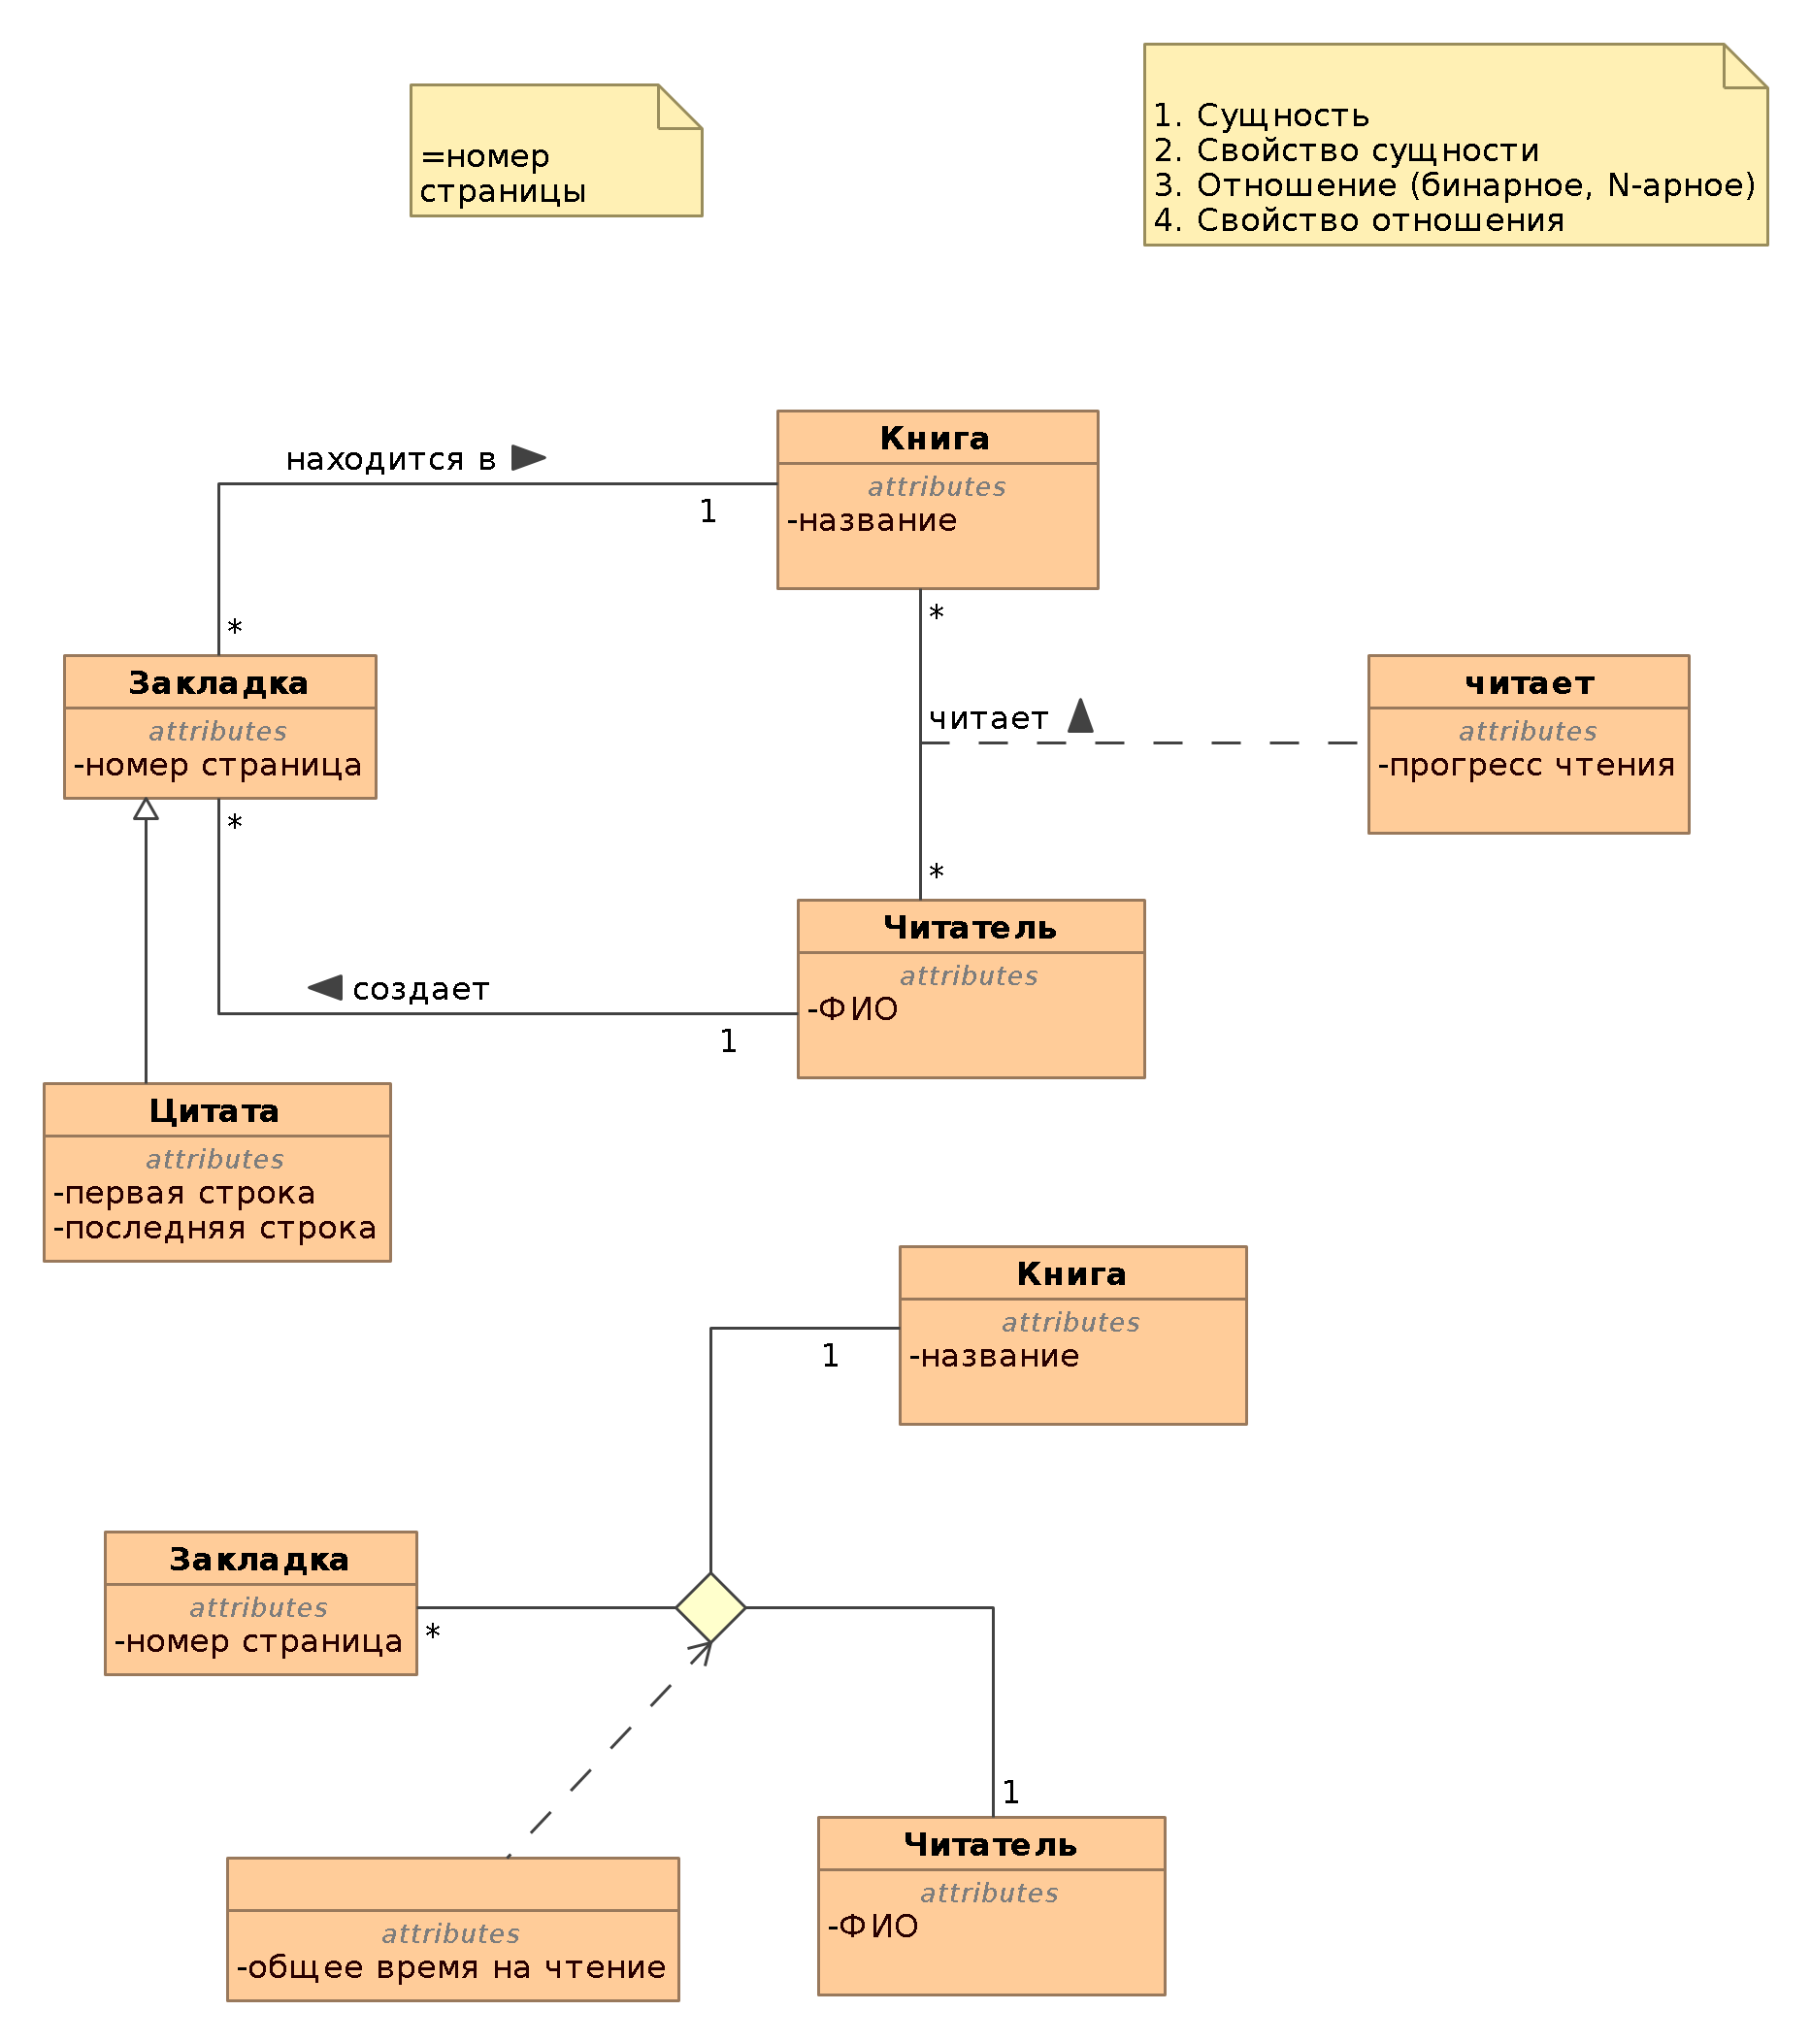 =номер
страницы
1. Сущность
2. Свойство сущности
3. Отношение (бинарное, N-арное)
4. Свойство отношения
Книга
attributes
-название
находится в
1
*
*
Закладка
attributes
-номер страница
читает
читает
attributes
-прогресс чтения
*
*
Читатель
attributes
-ФИО
создает
1
Цитата
attributes
-первая строка
-последняя строка
Книга
attributes
-название
1
Закладка
attributes
-номер страница
*
1
Читатель
attributes
-ФИО
attributes
-общее время на чтение